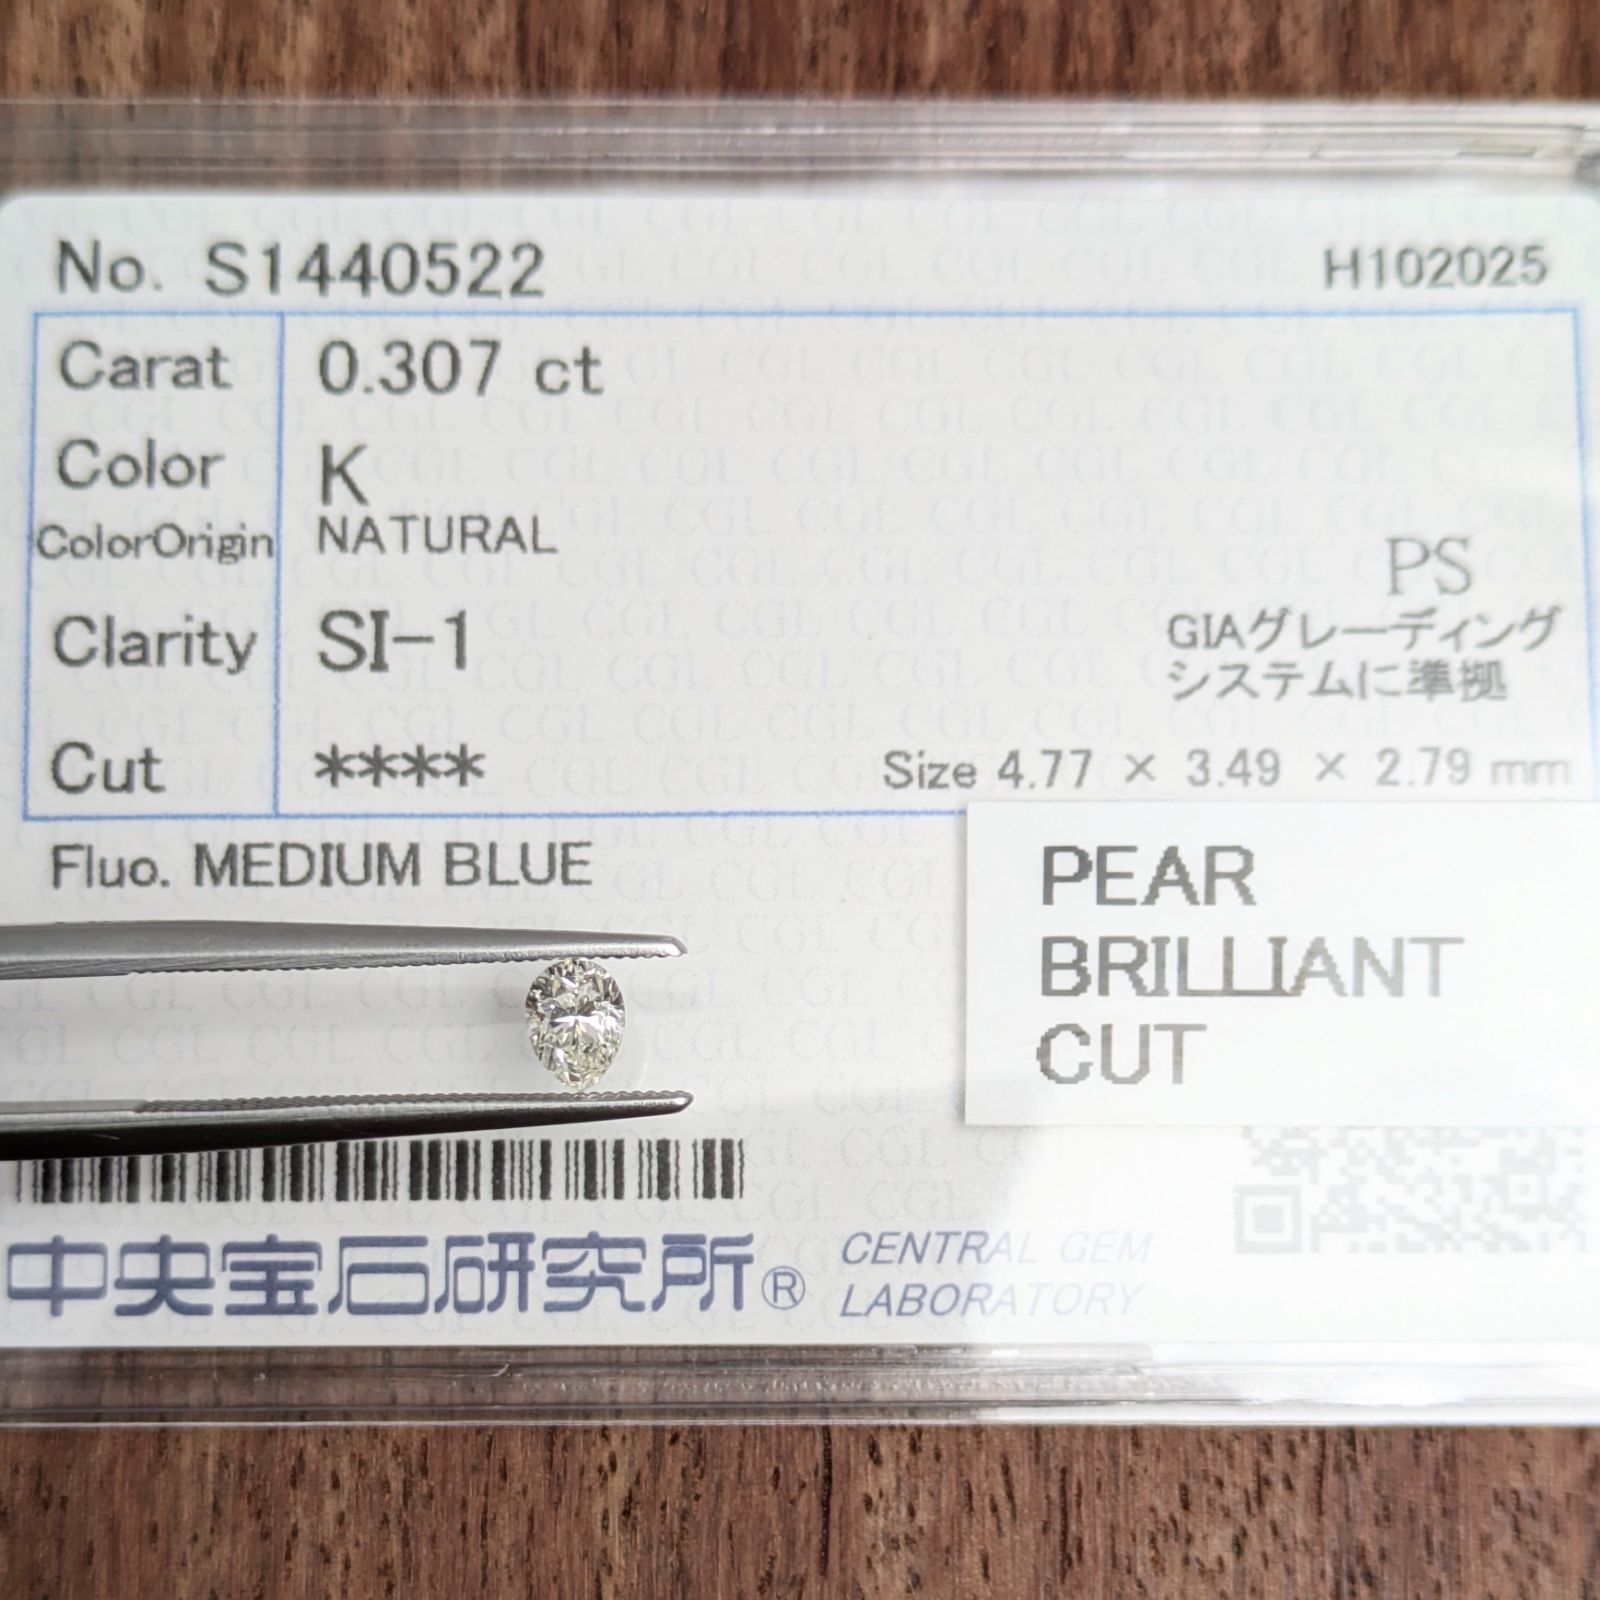 No. S1440522 H102025
Carat 0.307 ct
Color K
ColorOrigin NATURAL
PS
Clarity SI-1
GIAグレーディング
システムに準拠
Cut **** Size 4.77 × 3.49 × 2.79 mm
Fluo. MEDIUM BLUE
PEAR
BRILLIANT
CUT
中央宝石研究所® CENTRAL GEM
LABORATORY